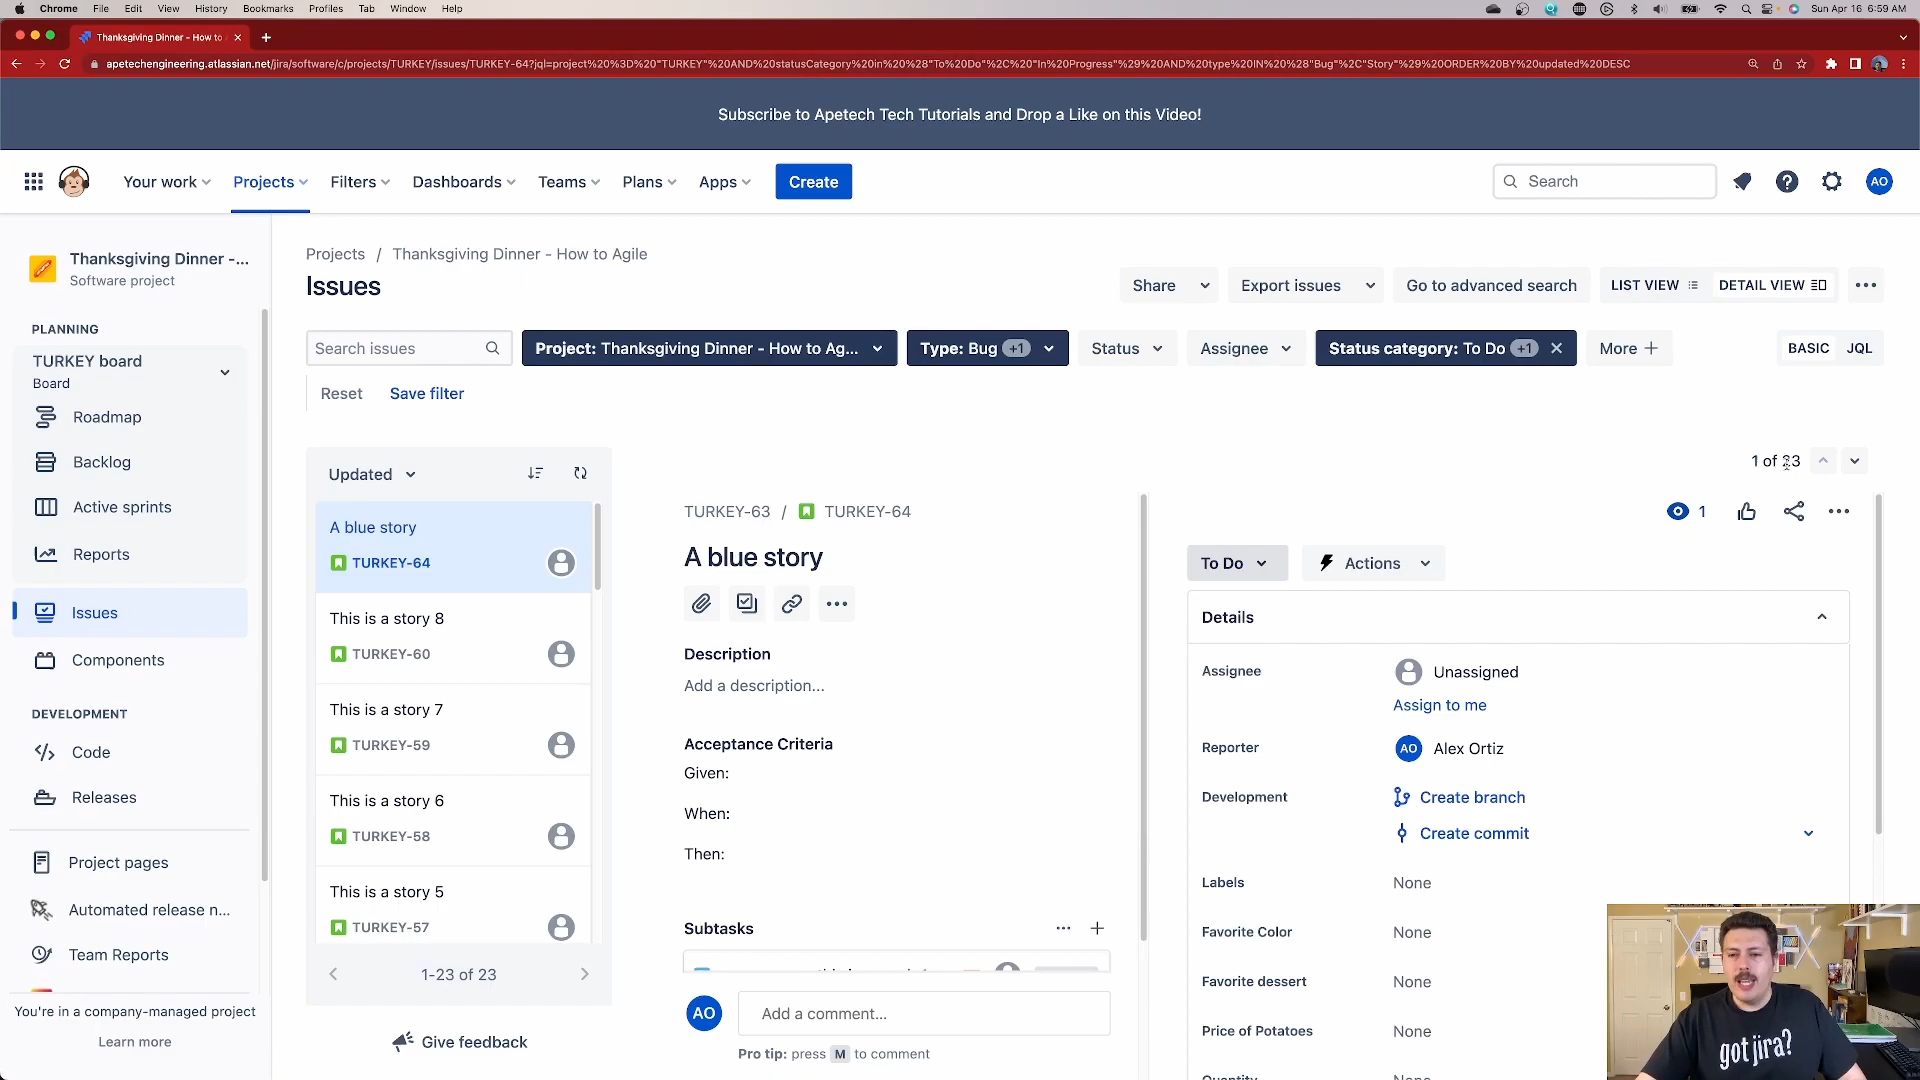 Chrome File Edit View History Bookmarks Profiles Tab Window Help
Sun Apr 16 6:59 AM
Thanksgiving Dinner - How to
apetechengineering.atlassian.net/jira/software/c/projects/TURKEY/issues/TURKEY-64?jql=project%20%3D%20"TURKEY"%20AND%20statusCategory%20in%20%28"To%20Do"%2C%20"In%20Progress"%29%20AND%20type%20IN%20%28"Bug"%2C"Story"%29%20ORDER%20BY%20updated%20DESC
Subscribe to Apetech Tech Tutorials and Drop a Like on this Video!
Your work Projects Filters Dashboards Teams Plans Apps Create
Search
AO
Thanksgiving Dinner -...
Software project
PLANNING
TURKEY board
Board
Roadmap
Backlog
Active sprints
Reports
Issues
Components
DEVELOPMENT
Code
Releases
Project pages
Automated release n...
Team Reports
You're in a company-managed project
Learn more
Projects / Thanksgiving Dinner - How to Agile
Issues
Share Export issues Go to advanced search LIST VIEW DETAIL VIEW
Search issues Project: Thanksgiving Dinner - How to Ag... Type: Bug +1 Status Assignee Status category: To Do +1 More BASIC JQL
Reset Save filter
Updated
A blue story
TURKEY-64
This is a story 8
TURKEY-60
This is a story 7
TURKEY-59
This is a story 6
TURKEY-58
This is a story 5
TURKEY-57
1-23 of 23
Give feedback
1 of 23
TURKEY-63 / TURKEY-64
A blue story
Description
Add a description...
Acceptance Criteria
Given:
When:
Then:
Subtasks
AO Add a comment...
Pro tip: press M to comment
1
To Do Actions
Details
Assignee Unassigned
Assign to me
Reporter AO Alex Ortiz
Development Create branch
Create commit
Labels None
Favorite Color None
Favorite dessert None
Price of Potatoes None
got jira?